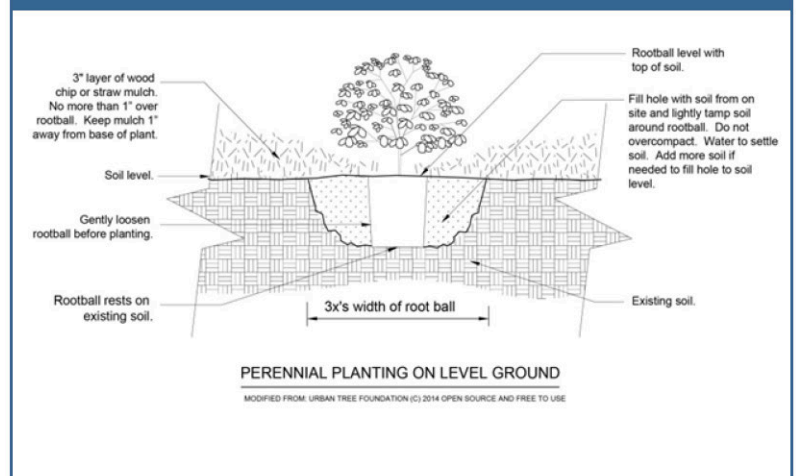 3" layer of wood
chip or straw mulch.
No more than 1" over
rootball. Keep mulch 1"
away from base of plant.
Soil level.
Gently loosen
rootball before planting.
Rootball rests on
existing soil.
Rootball level with
top of soil.
Fill hole with soil from on
site and lightly tamp soil
around rootball. Do not
overcompact. Water to settle
soil. Add more soil if
needed to fill hole to soil
level.
Existing soil.
3x's width of root ball
PERENNIAL PLANTING ON LEVEL GROUND
MODIFIED FROM: URBAN TREE FOUNDATION (C) 2014 OPEN SOURCE AND FREE TO USE